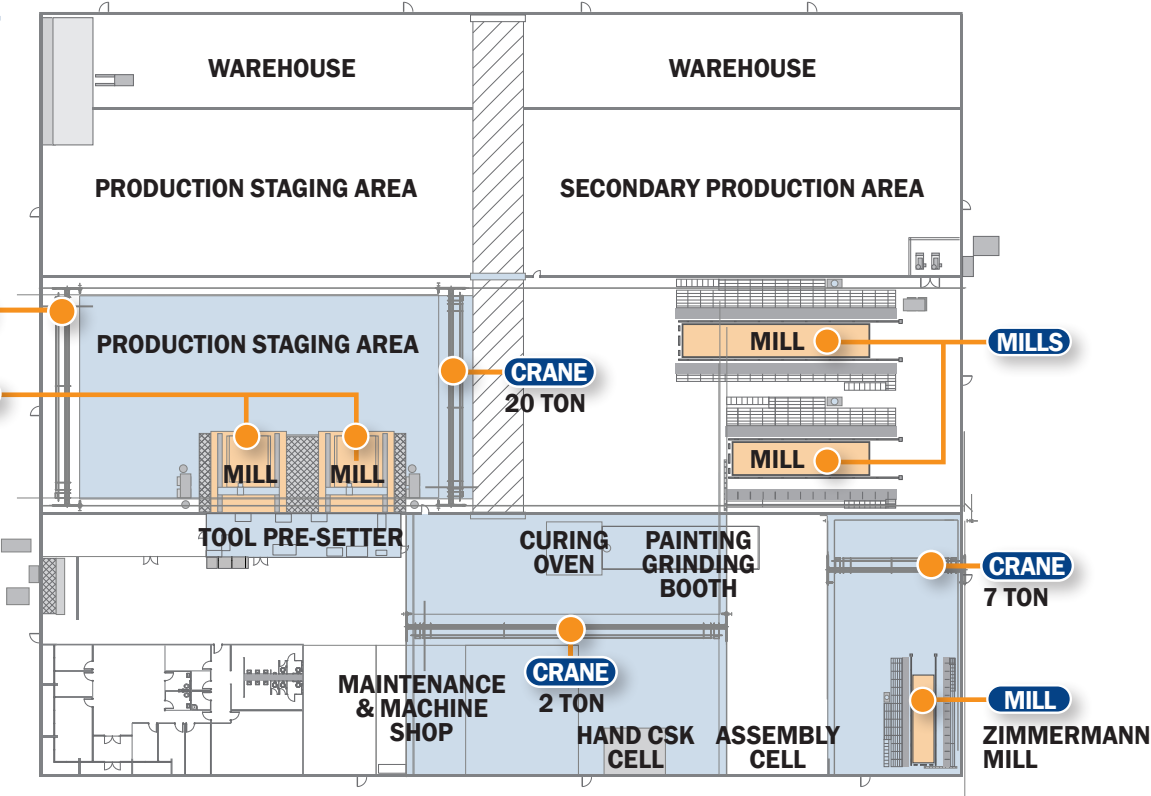 WAREHOUSE
WAREHOUSE
PRODUCTION STAGING AREA
SECONDARY PRODUCTION AREA
PRODUCTION STAGING AREA
MILL
MILLS
CRANE
20 TON
MILL
MILL
MILL
TOOL PRE-SETTER
CURING
OVEN
PAINTING
GRINDING
BOOTH
CRANE
7 TON
CRANE
2 TON
MAINTENANCE
& MACHINE
SHOP
HAND CSK
CELL
ASSEMBLY
CELL
MILL
ZIMMERMANN
MILL